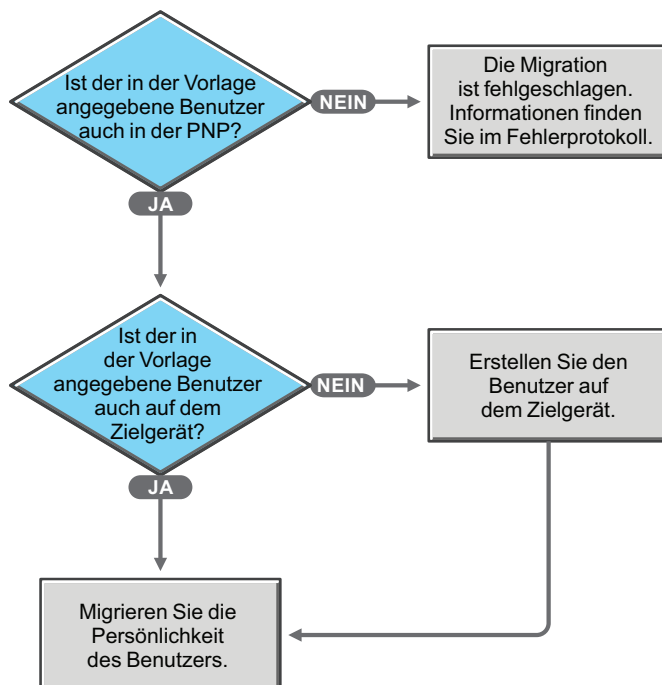 Ist der in der Vorlage
angegebene Benutzer
auch in der PNP?
NEIN
Die Migration
ist fehlgeschlagen.
Informationen finden
Sie im Fehlerprotokoll.
JA
Ist der in
der Vorlage
angegebene Benutzer
auch auf dem
Zielgerät?
NEIN
Erstellen Sie den
Benutzer auf
dem Zielgerät.
JA
Migrieren Sie die
Persönlichkeit
des Benutzers.